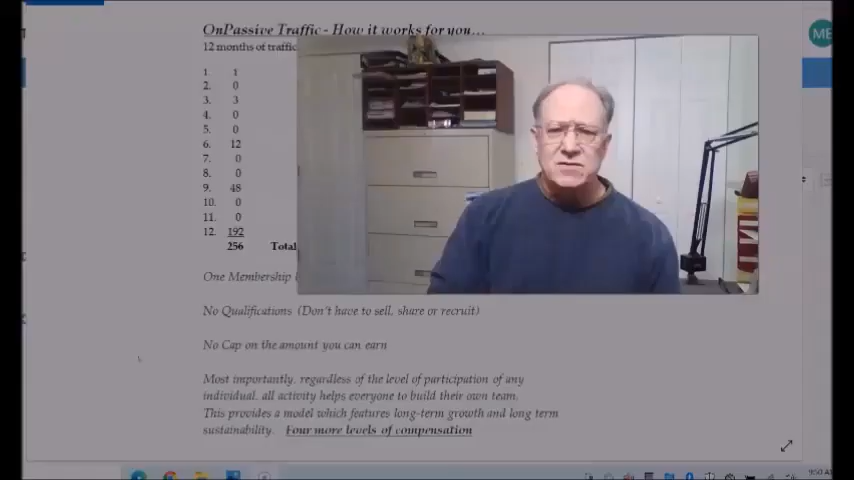 OnPassive Traffic - How it works for you...
ME
12 months of traffic
1. 1
2. 0
3. 3
4. 0
5. 0
6. 12
7. 0
8. 0
9. 48
10. 0
11. 0
12. 192
256 Total
One Membership
No Qualifications (Don't have to sell, share or recruit)
No Cap on the amount you can earn
Most importantly, regardless of the level of participation of any
individual, all activity helps everyone to build their own team.
This provides a model which features long-term growth and long term
sustainability. Four more levels of compensation
9:50 A